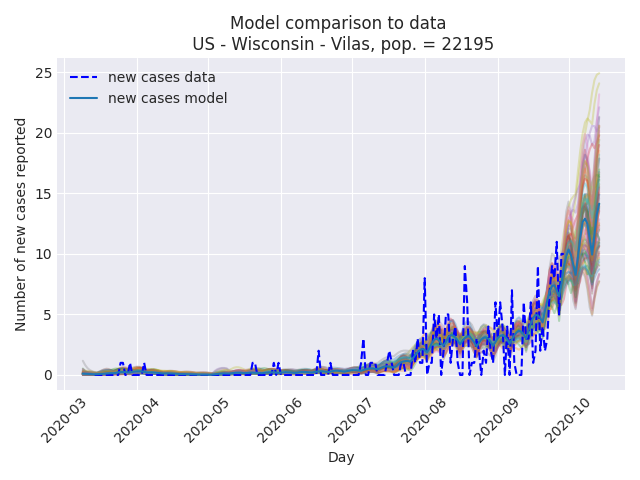 Model comparison to data
US - Wisconsin - Vilas, pop. = 22195
new cases data
new cases model
Number of new cases reported
25
20
15
10
5
0
2020-03
2020-04
2020-05
2020-06
2020-07
2020-08
2020-09
2020-10
Day